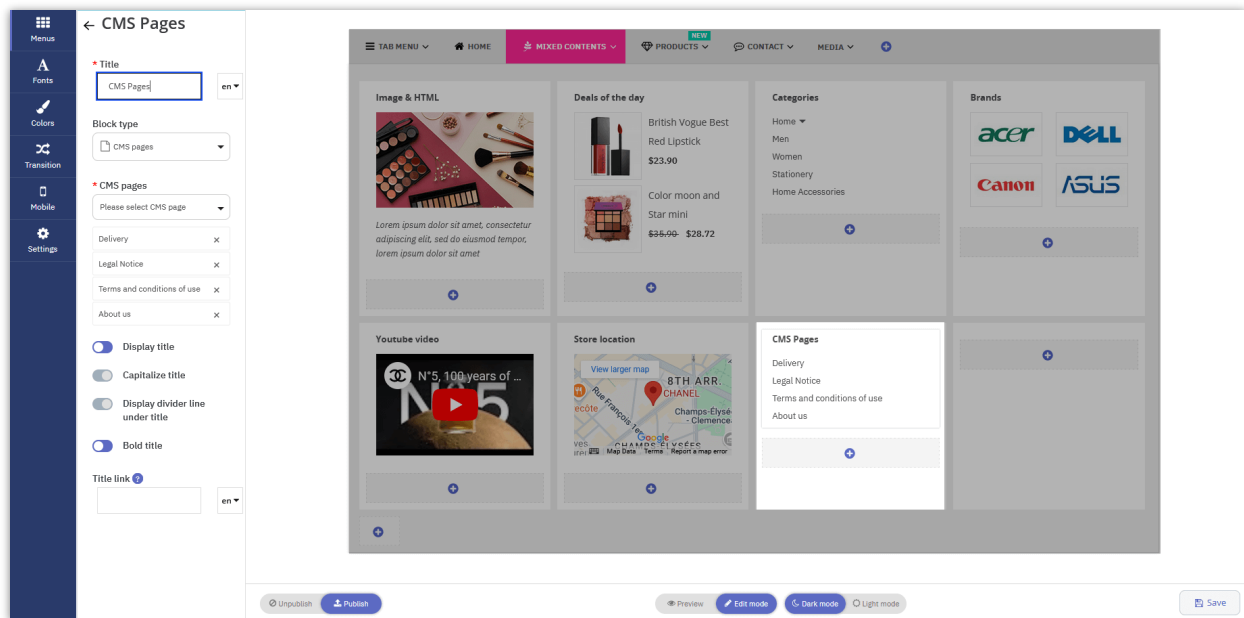 Menus
Fonts
Colors
Transition
Mobile
Settings
← CMS Pages
* Title
CMS Pages
en
Block type
CMS pages
* CMS pages
Please select CMS page
Delivery
Legal Notice
Terms and conditions of use
About us
Display title
Capitalize title
Display divider line
under title
Bold title
Title link ?
en
TAB MENU
HOME
MIXED CONTENTS
NEW
PRODUCTS
CONTACT
MEDIA
Image & HTML
Lorem ipsum dolor sit amet, consectetur
adipiscing elit, sed do eiusmod tempor,
lorem ipsum dolor sit amet
Deals of the day
British Vogue Best
Red Lipstick
$23.90
Color moon and
Star mini
$35.90 $28.72
Categories
Home
Men
Women
Stationery
Home Accessories
Brands
acer
DELL
Canon
ASUS
Youtube video
N°5, 100 years of ...
N°5
Store location
View larger map
8TH ARR.
CHANEL
Rue François 1er
Champs-Élysé
- Clemence
Google
CHAMPS ELYSÉES
Map Data Terms Report a map error
CMS Pages
Delivery
Legal Notice
Terms and conditions of use
About us
Unpublish
Publish
Preview
Edit mode
Dark mode
Light mode
Save